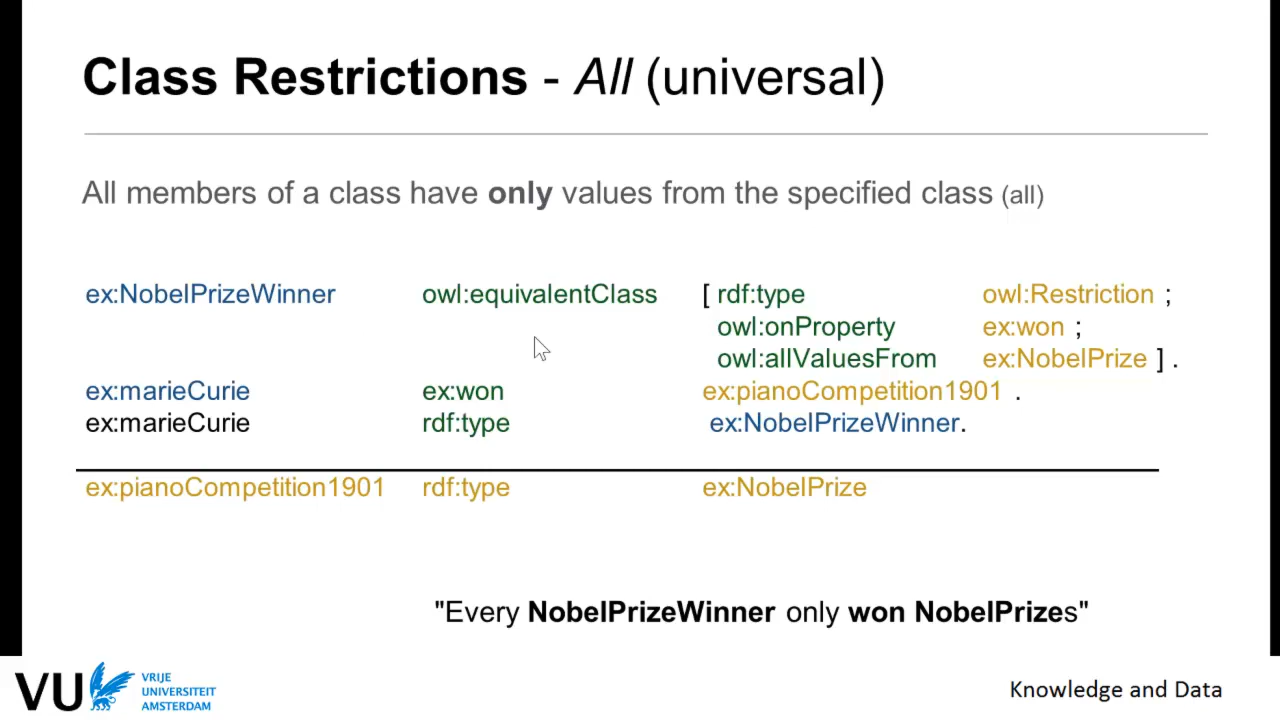 Class Restrictions - All (universal)
All members of a class have only values from the specified class (all)
ex:NobelPrizeWinner owl:equivalentClass [ rdf:type owl:Restriction ;
owl:onProperty ex:won ;
owl:allValuesFrom ex:NobelPrize ] .
ex:marieCurie ex:won ex:pianoCompetition1901 .
ex:marieCurie rdf:type ex:NobelPrizeWinner.
ex:pianoCompetition1901 rdf:type ex:NobelPrize
"Every NobelPrizeWinner only won NobelPrizes"
VU VRIJE
UNIVERSITEIT
AMSTERDAM
Knowledge and Data